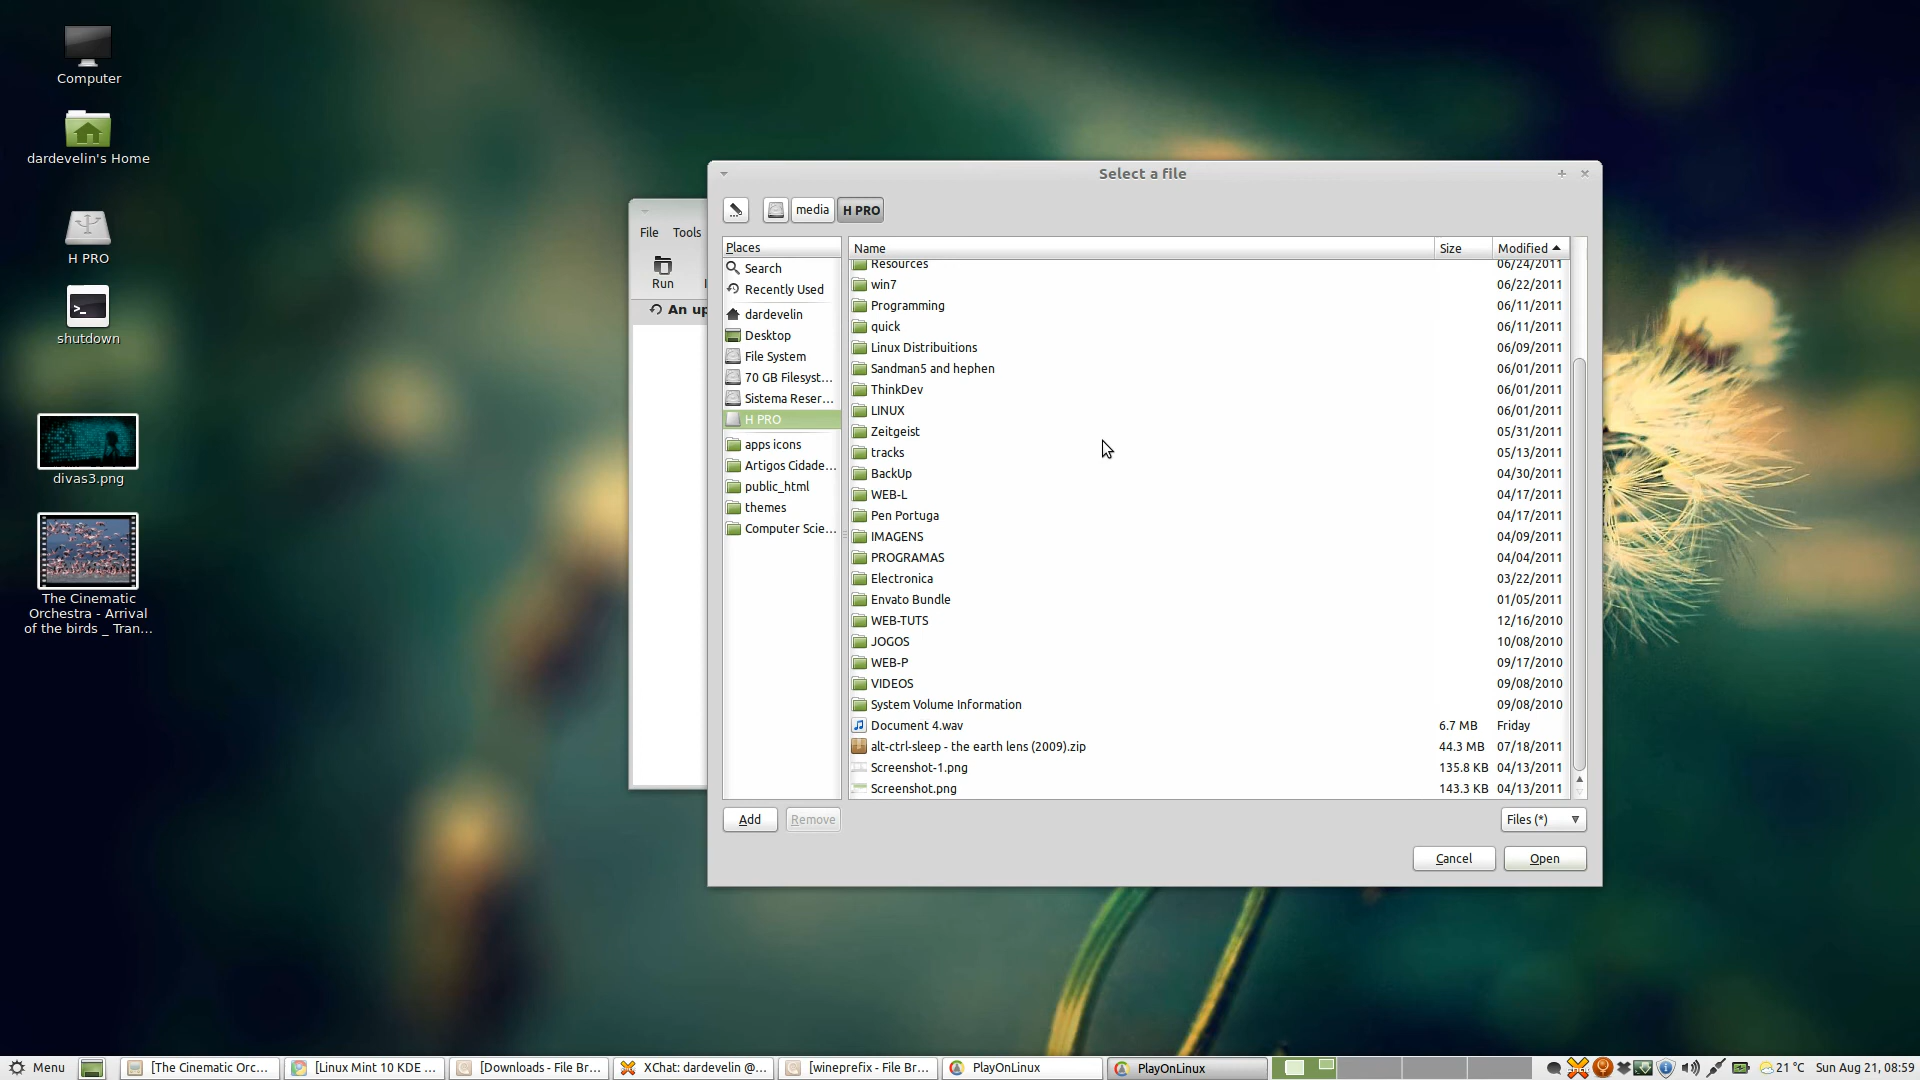 Computer
dardevelin's Home
H PRO
shutdown
divas3.png
The Cinematic
Orchestra - Arrival
of the birds _ Tran...
File Tools
Run
An up
Select a file
media H PRO
Places
Search
Recently Used
dardevelin
Desktop
File System
70 GB Filesyst...
Sistema Reser...
H PRO
apps icons
Artigos Cidade...
public_html
themes
Computer Scie...
Name Size Modified
Resources 06/24/2011
win7 06/22/2011
Programming 06/11/2011
quick 06/11/2011
Linux Distribuitions 06/09/2011
Sandman5 and hephen 06/01/2011
ThinkDev 06/01/2011
LINUX 06/01/2011
Zeitgeist 05/31/2011
tracks 05/13/2011
BackUp 04/30/2011
WEB-L 04/17/2011
Pen Portuga 04/17/2011
IMAGENS 04/09/2011
PROGRAMAS 04/04/2011
Electronica 03/22/2011
Envato Bundle 01/05/2011
WEB-TUTS 12/16/2010
JOGOS 10/08/2010
WEB-P 09/17/2010
VIDEOS 09/08/2010
System Volume Information 09/08/2010
Document 4.wav 6.7 MB Friday
alt-ctrl-sleep - the earth lens (2009).zip 44.3 MB 07/18/2011
Screenshot-1.png 135.8 KB 04/13/2011
Screenshot.png 143.3 KB 04/13/2011
Add Remove Files (*)
Cancel Open
Menu [The Cinematic Orc... [Linux Mint 10 KDE ... [Downloads - File Br... XChat: dardevelin @... [wineprefix - File Br... PlayOnLinux PlayOnLinux 21 °C Sun Aug 21, 08:59